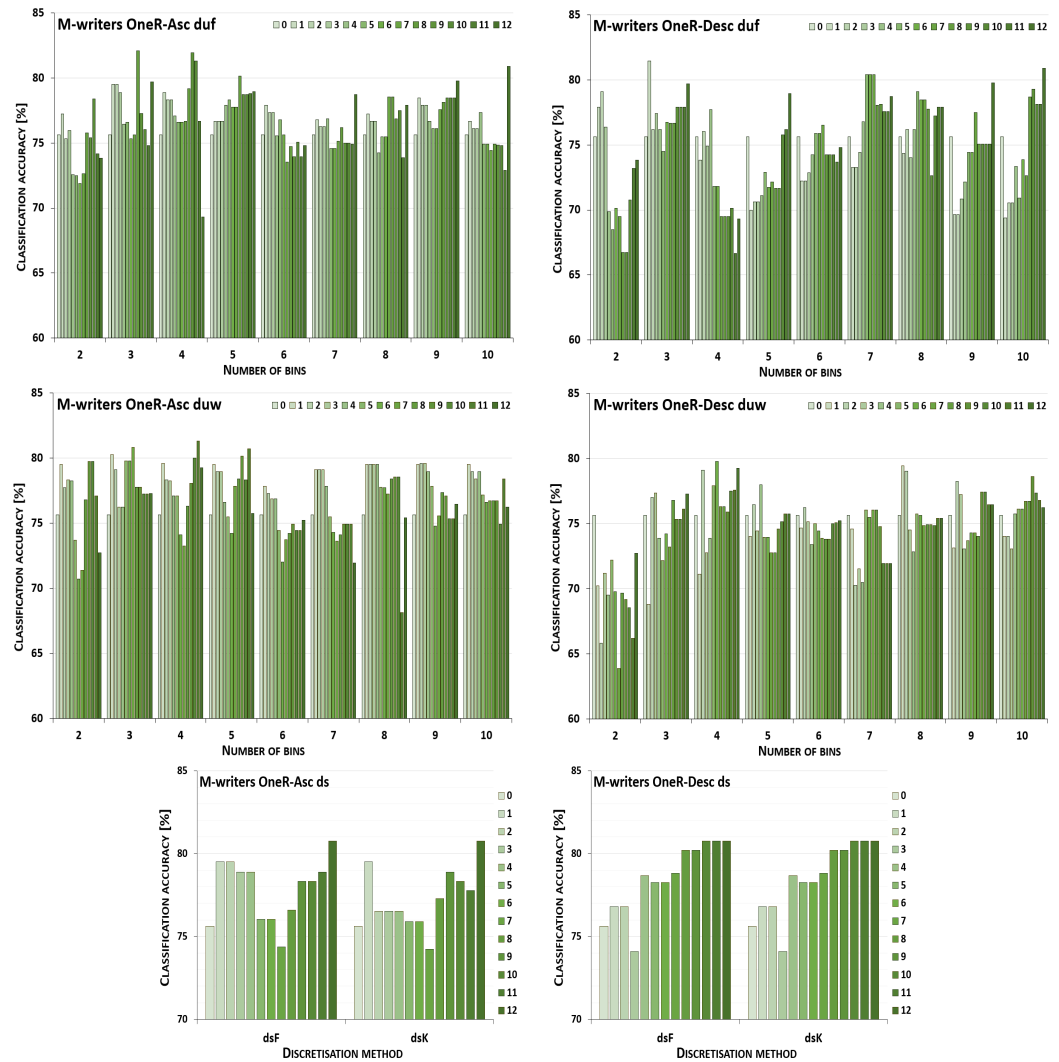 M-writers OneR-Asc duf
0 1 2 3 4 5 6 7 8 9 10 11 12
CLASSIFICATION ACCURACY [%]
85
80
75
70
65
60
2 3 4 5 6 7 8 9 10
NUMBER OF BINS
M-writers OneR-Desc duf
0 1 2 3 4 5 6 7 8 9 10 11 12
CLASSIFICATION ACCURACY [%]
85
80
75
70
65
60
2 3 4 5 6 7 8 9 10
NUMBER OF BINS
M-writers OneR-Asc duw
0 1 2 3 4 5 6 7 8 9 10 11 12
CLASSIFICATION ACCURACY [%]
85
80
75
70
65
60
2 3 4 5 6 7 8 9 10
NUMBER OF BINS
M-writers OneR-Desc duw
0 1 2 3 4 5 6 7 8 9 10 11 12
CLASSIFICATION ACCURACY [%]
85
80
75
70
65
60
2 3 4 5 6 7 8 9 10
NUMBER OF BINS
M-writers OneR-Asc ds
CLASSIFICATION ACCURACY [%]
85
80
75
70
0
1
2
3
4
5
6
7
8
9
10
11
12
dsF dsK
DISCRETISATION METHOD
M-writers OneR-Desc ds
CLASSIFICATION ACCURACY [%]
85
80
75
70
0
1
2
3
4
5
6
7
8
9
10
11
12
dsF dsK
DISCRETISATION METHOD